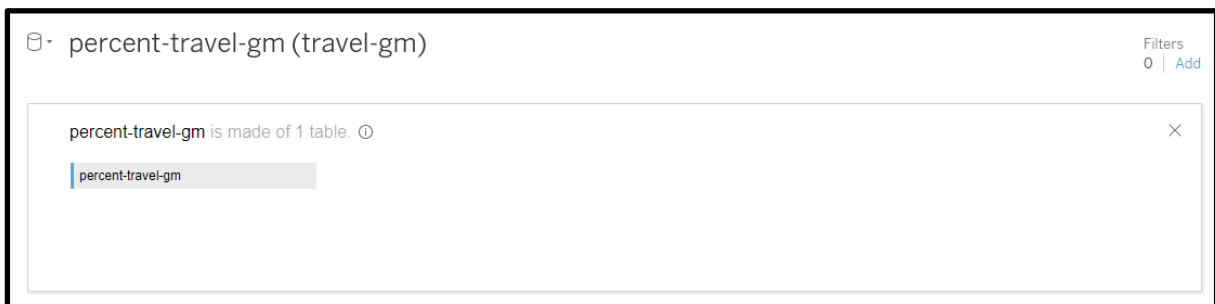 percent-travel-gm (travel-gm)
Filters
0 | Add
percent-travel-gm is made of 1 table.
percent-travel-gm